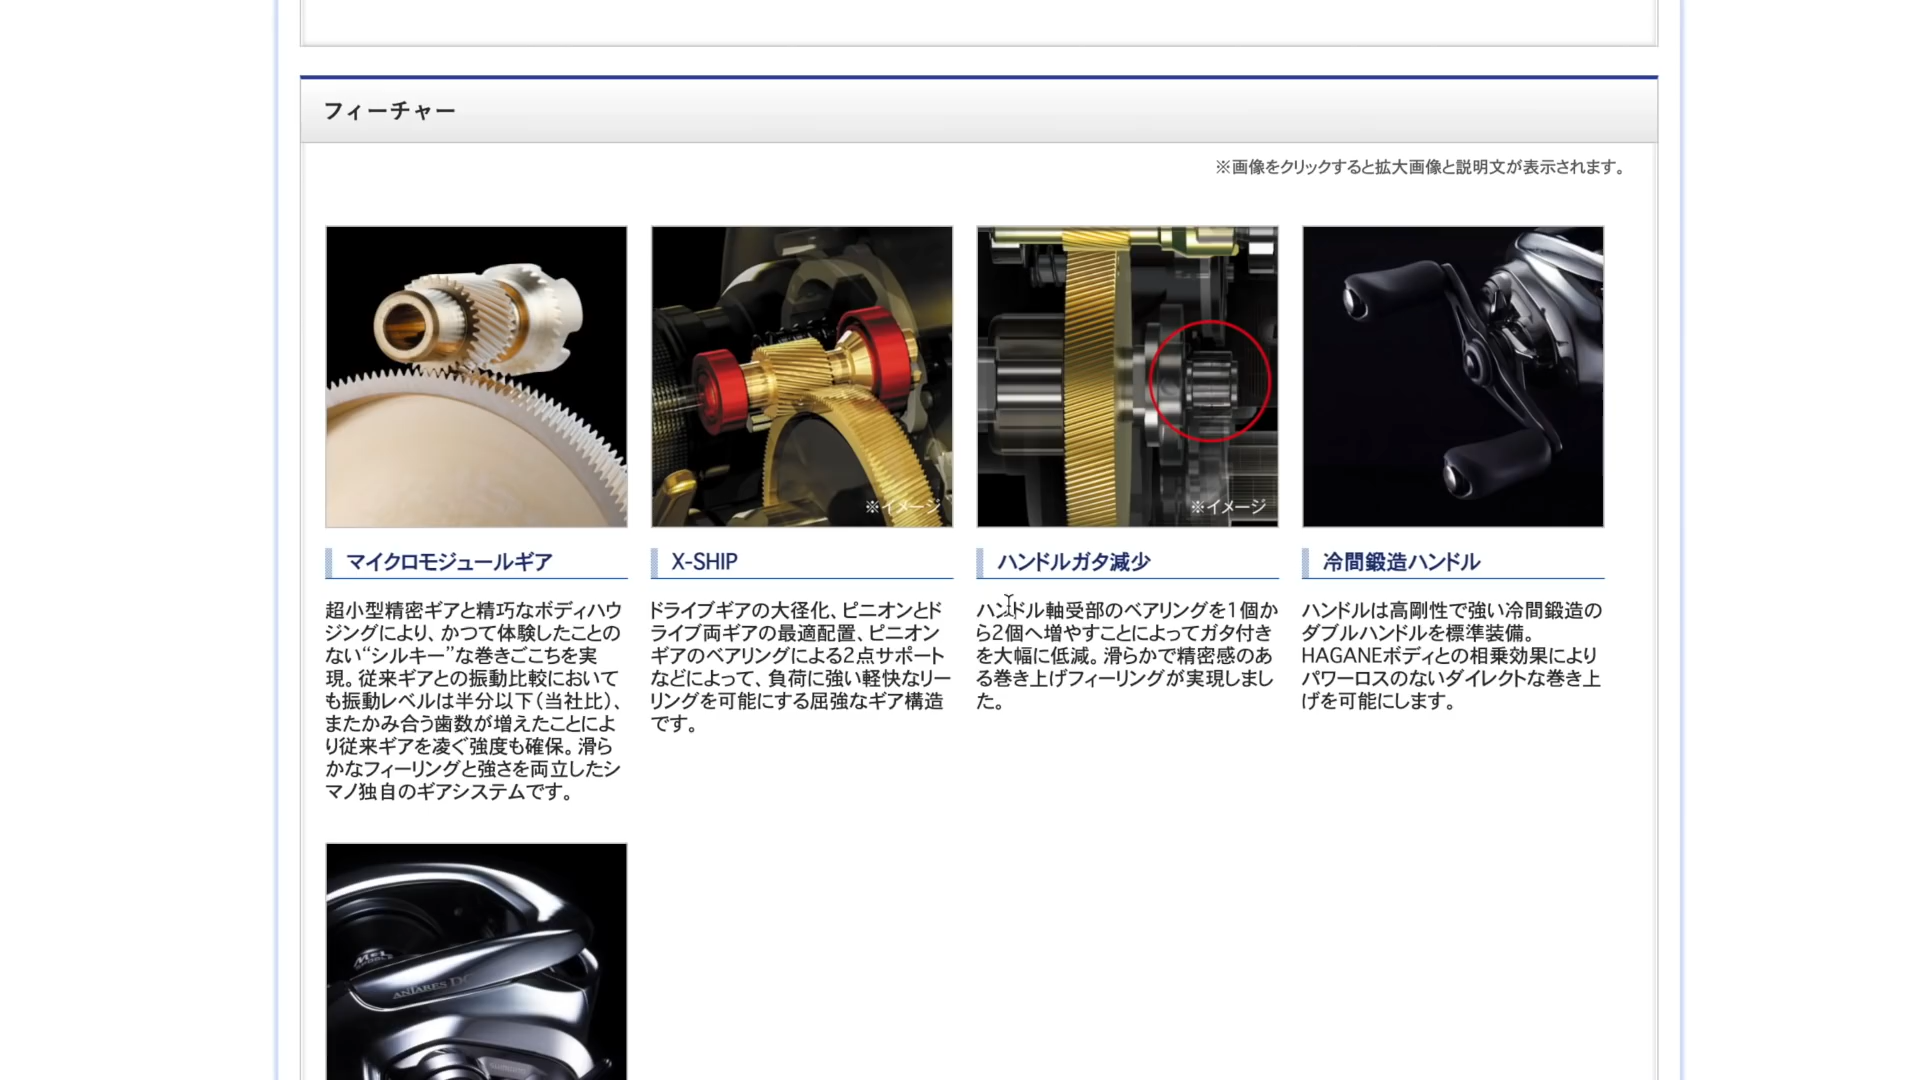 フィーチャー
※画像をクリックすると拡大画像と説明文が表示されます。
※イメージ
※イメージ
マイクロモジュールギア
超小型精密ギアと精巧なボディハウ
ジングにより、かつて体験したことの
ない“シルキー”な巻きごこちを実
現。従来ギアとの振動比較において
も振動レベルは半分以下（当社比）、
またかみ合う歯数が増えたことによ
り従来ギアを凌ぐ強度も確保。滑ら
かなフィーリングと強さを両立したシ
マノ独自のギアシステムです。
X-SHIP
ドライブギアの大径化、ピニオンとド
ライブ両ギアの最適配置、ピニオン
ギアのベアリングによる2点サポート
などによって、負荷に強い軽快なリー
リングを可能にする屈強なギア構造
です。
ハンドルガタ減少
ハンドル軸受部のベアリングを1個か
ら2個へ増やすことによってガタ付き
を大幅に低減。滑らかで精密感のあ
る巻き上げフィーリングが実現しまし
た。
冷間鍛造ハンドル
ハンドルは高剛性で強い冷間鍛造の
ダブルハンドルを標準装備。
HAGANEボディとの相乗効果により
パワーロスのないダイレクトな巻き上
げを可能にします。
ANTARES DC